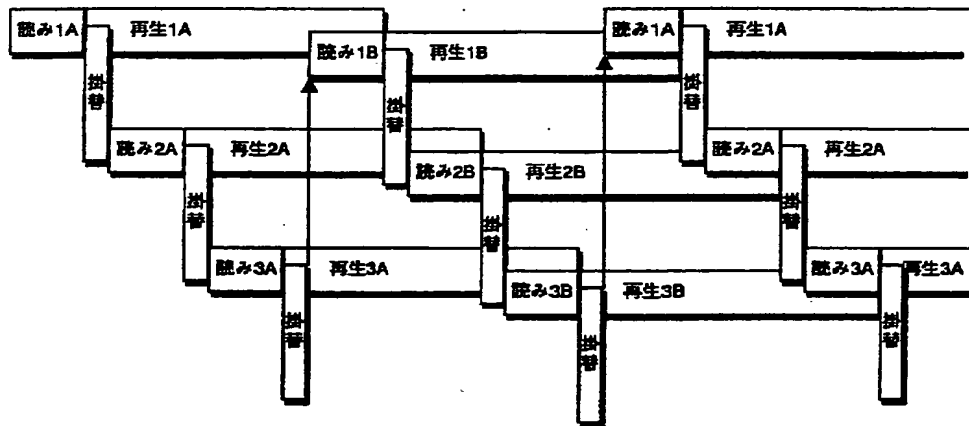 読み1A 再生1A 読み1B 再生1B 読み1A 再生1A
掛替 掛替 掛替
読み2A 再生2A 読み2B 再生2B 読み2A 再生2A
掛替 掛替 掛替
読み3A 再生3A 読み3B 再生3B 読み3A 再生3A
掛替 掛替 掛替